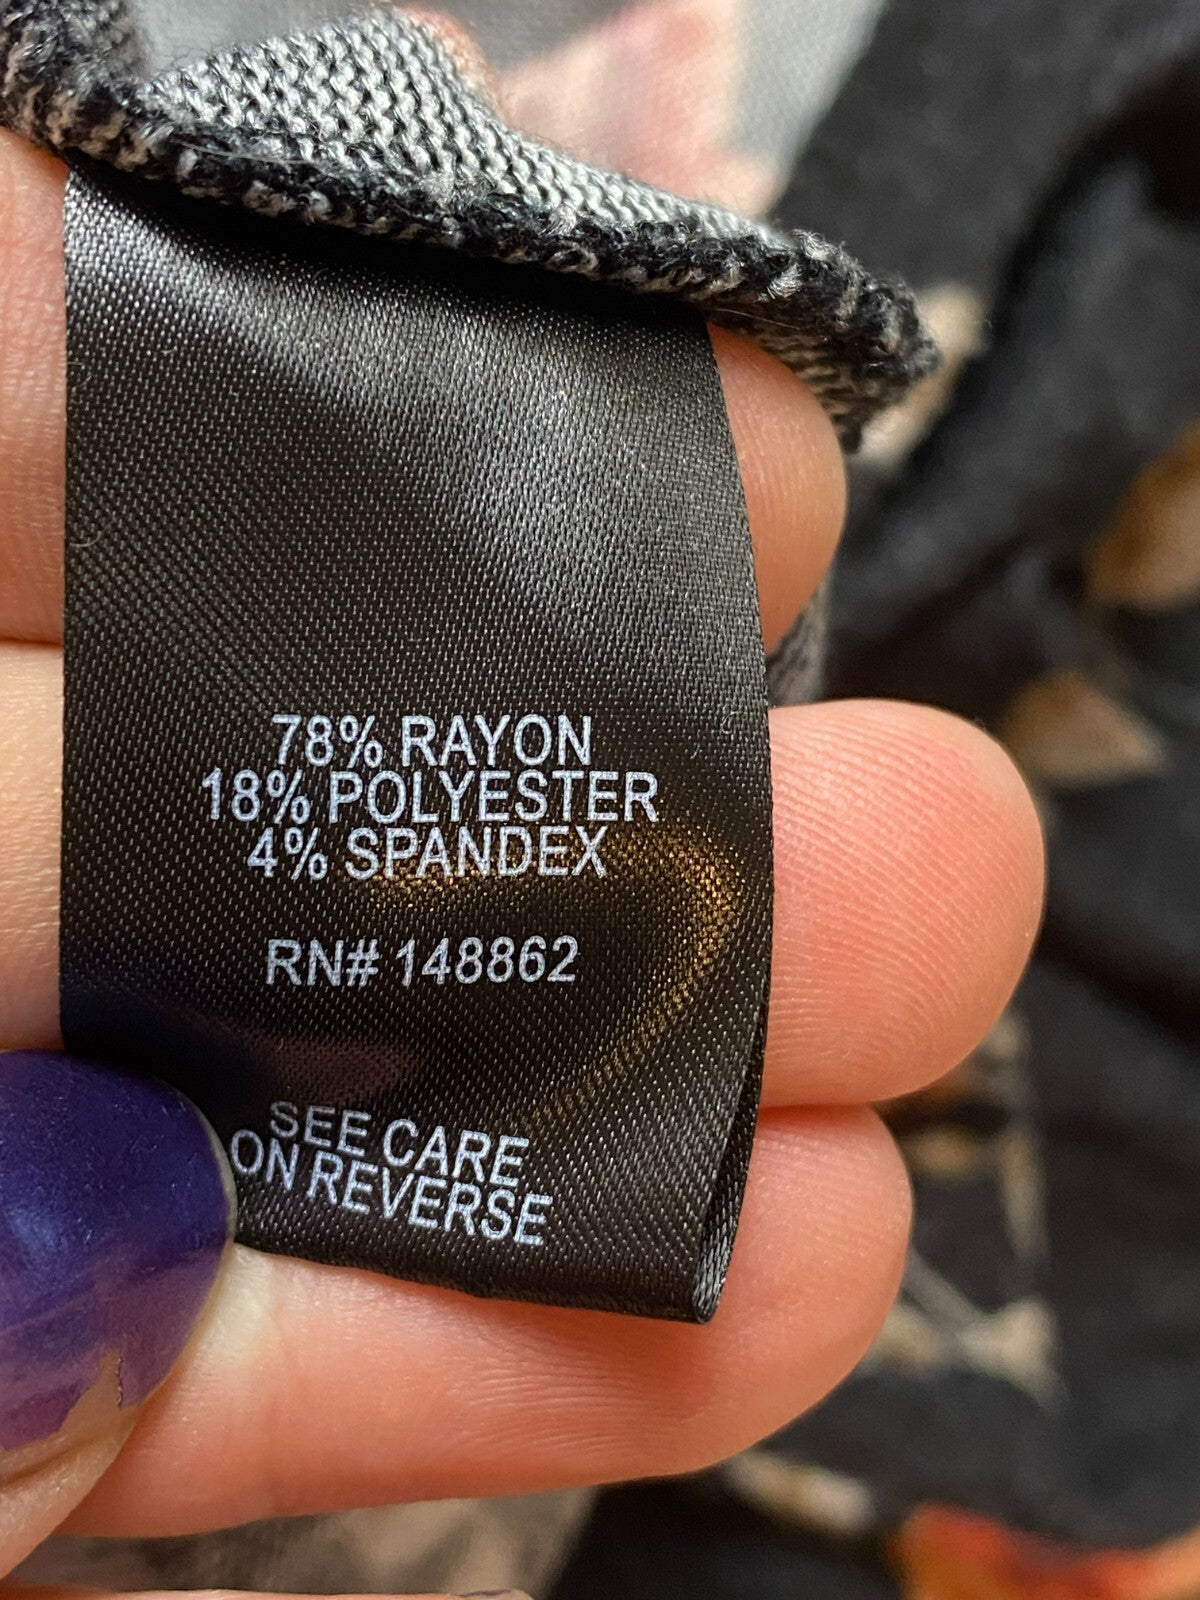 78% RAYON
18% POLYESTER
4% SPANDEX
RN# 148862
SEE CARE
ON REVERSE